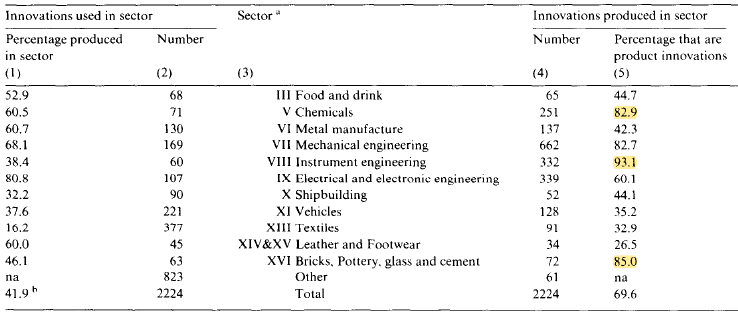 Innovations used in sector Sector a Innovations produced in sector
Percentage produced in sector Number Number Percentage that are product innovations
(1) (2) (3) (4) (5)
52.9 68 III Food and drink 65 44.7
60.5 71 V Chemicals 251 82.9
60.7 130 VI Metal manufacture 137 42.3
68.1 169 VII Mechanical engineering 662 82.7
38.4 60 VIII Instrument engineering 332 93.1
80.8 107 IX Electrical and electronic engineering 339 60.1
32.2 90 X Shipbuilding 52 44.1
37.6 221 XI Vehicles 128 35.2
16.2 377 XIII Textiles 91 32.9
60.0 45 XIV&XV Leather and Footwear 34 26.5
46.1 63 XVI Bricks, Pottery, glass and cement 72 85.0
na 823 Other 61 na
41.9 b 2224 Total 2224 69.6